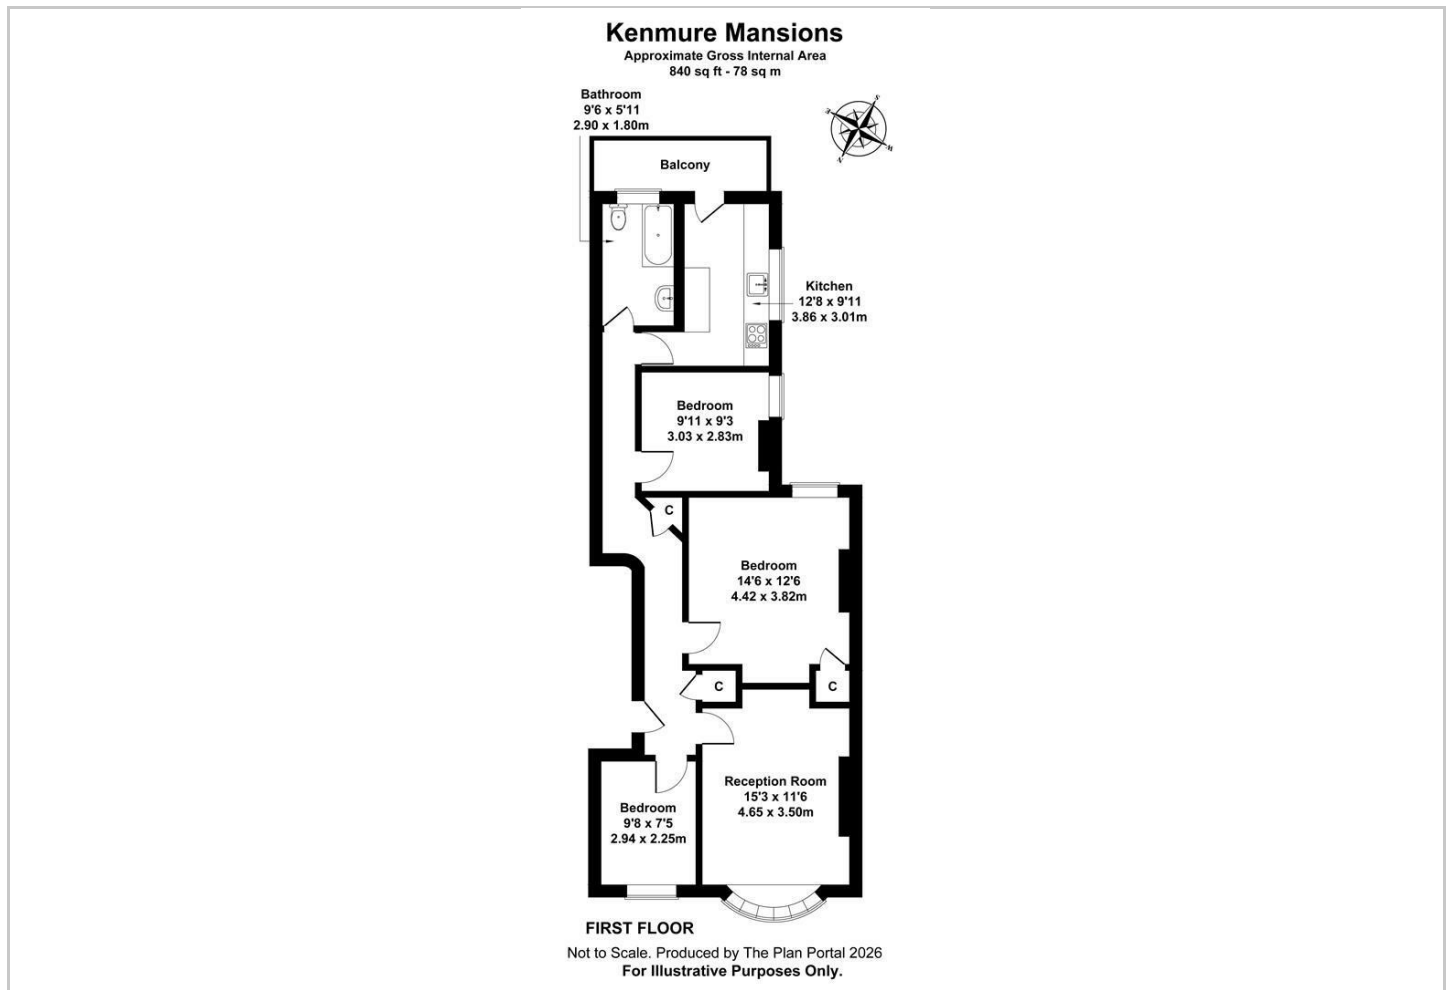 Kenmure Mansions
Approximate Gross Internal Area
840 sq ft - 78 sq m
Bathroom
9'6 x 5'11
2.90 x 1.80m
S
E
W
N
Balcony
Kitchen
12'8 x 9'11
3.86 x 3.01m
Bedroom
9'11 x 9'3
3.03 x 2.83m
C
Bedroom
14'6 x 12'6
4.42 x 3.82m
C
C
Reception Room
15'3 x 11'6
4.65 x 3.50m
Bedroom
9'8 x 7'5
2.94 x 2.25m
FIRST FLOOR
Not to Scale. Produced by The Plan Portal 2026
For Illustrative Purposes Only.